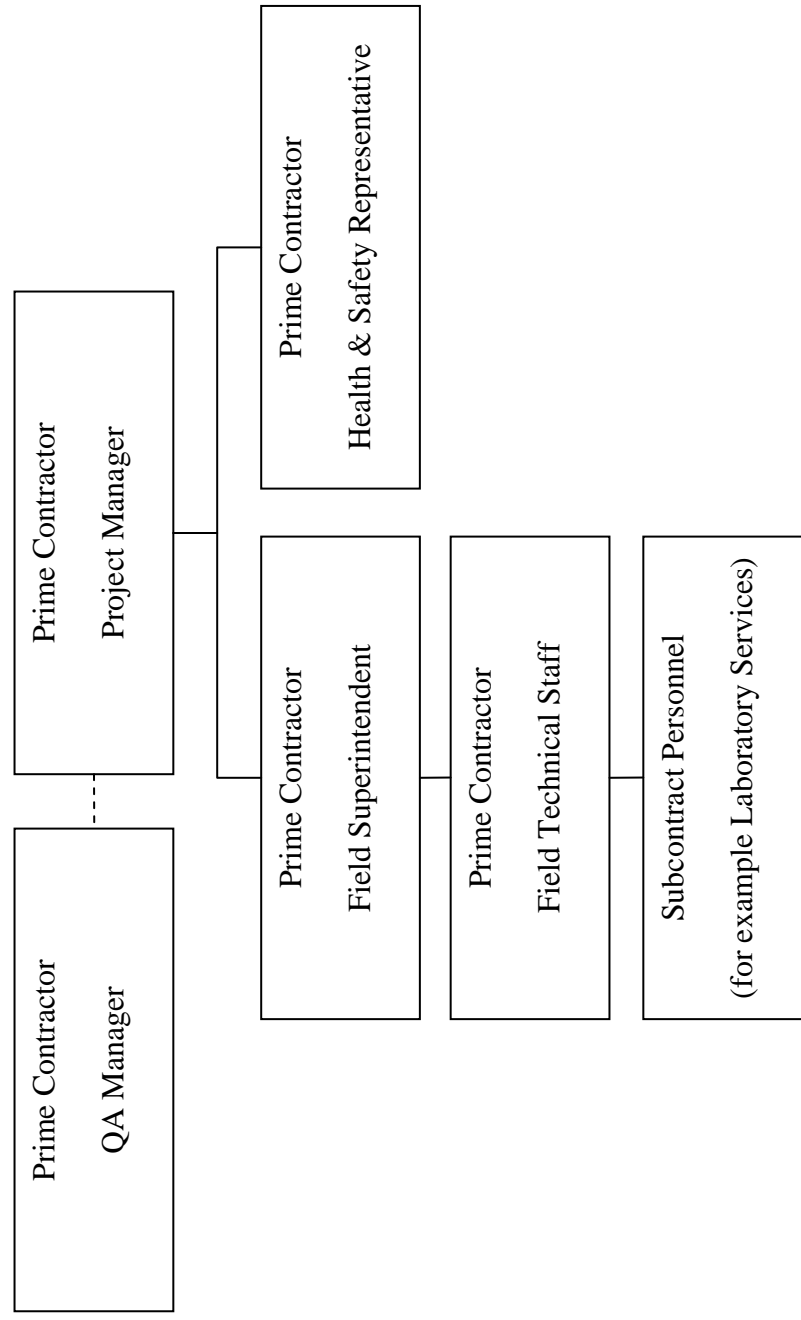 Prime Contractor
QA Manager
Prime Contractor
Project Manager
Prime Contractor
Field Superintendent
Prime Contractor
Health & Safety Representative
Prime Contractor
Field Technical Staff
Subcontract Personnel
(for example Laboratory Services)